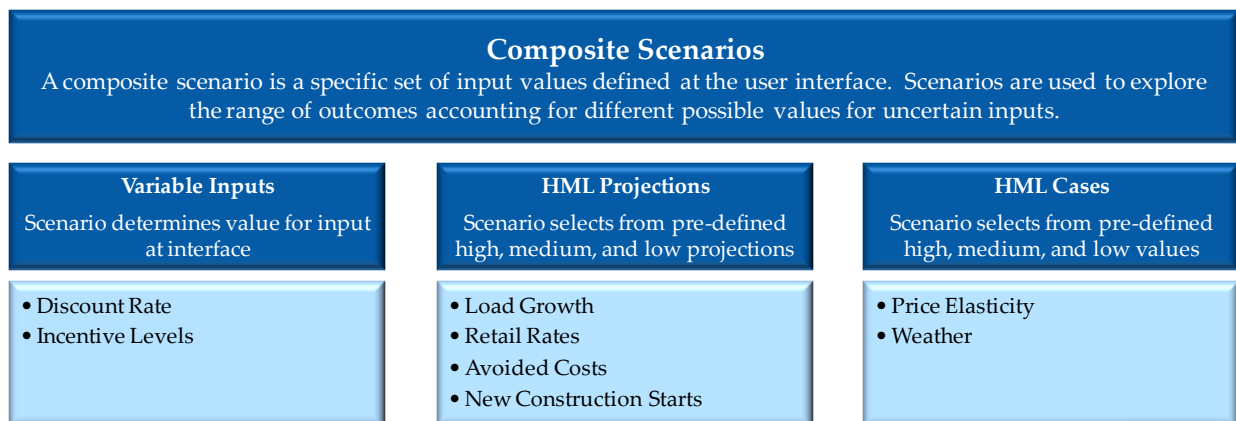 Composite Scenarios
A composite scenario is a specific set of input values defined at the user interface. Scenarios are used to explore
the range of outcomes accounting for different possible values for uncertain inputs.
Variable Inputs
Scenario determines value for input
at interface
• Discount Rate
• Incentive Levels
HML Projections
Scenario selects from pre-defined
high, medium, and low projections
• Load Growth
• Retail Rates
• Avoided Costs
• New Construction Starts
HML Cases
Scenario selects from pre-defined
high, medium, and low values
• Price Elasticity
• Weather